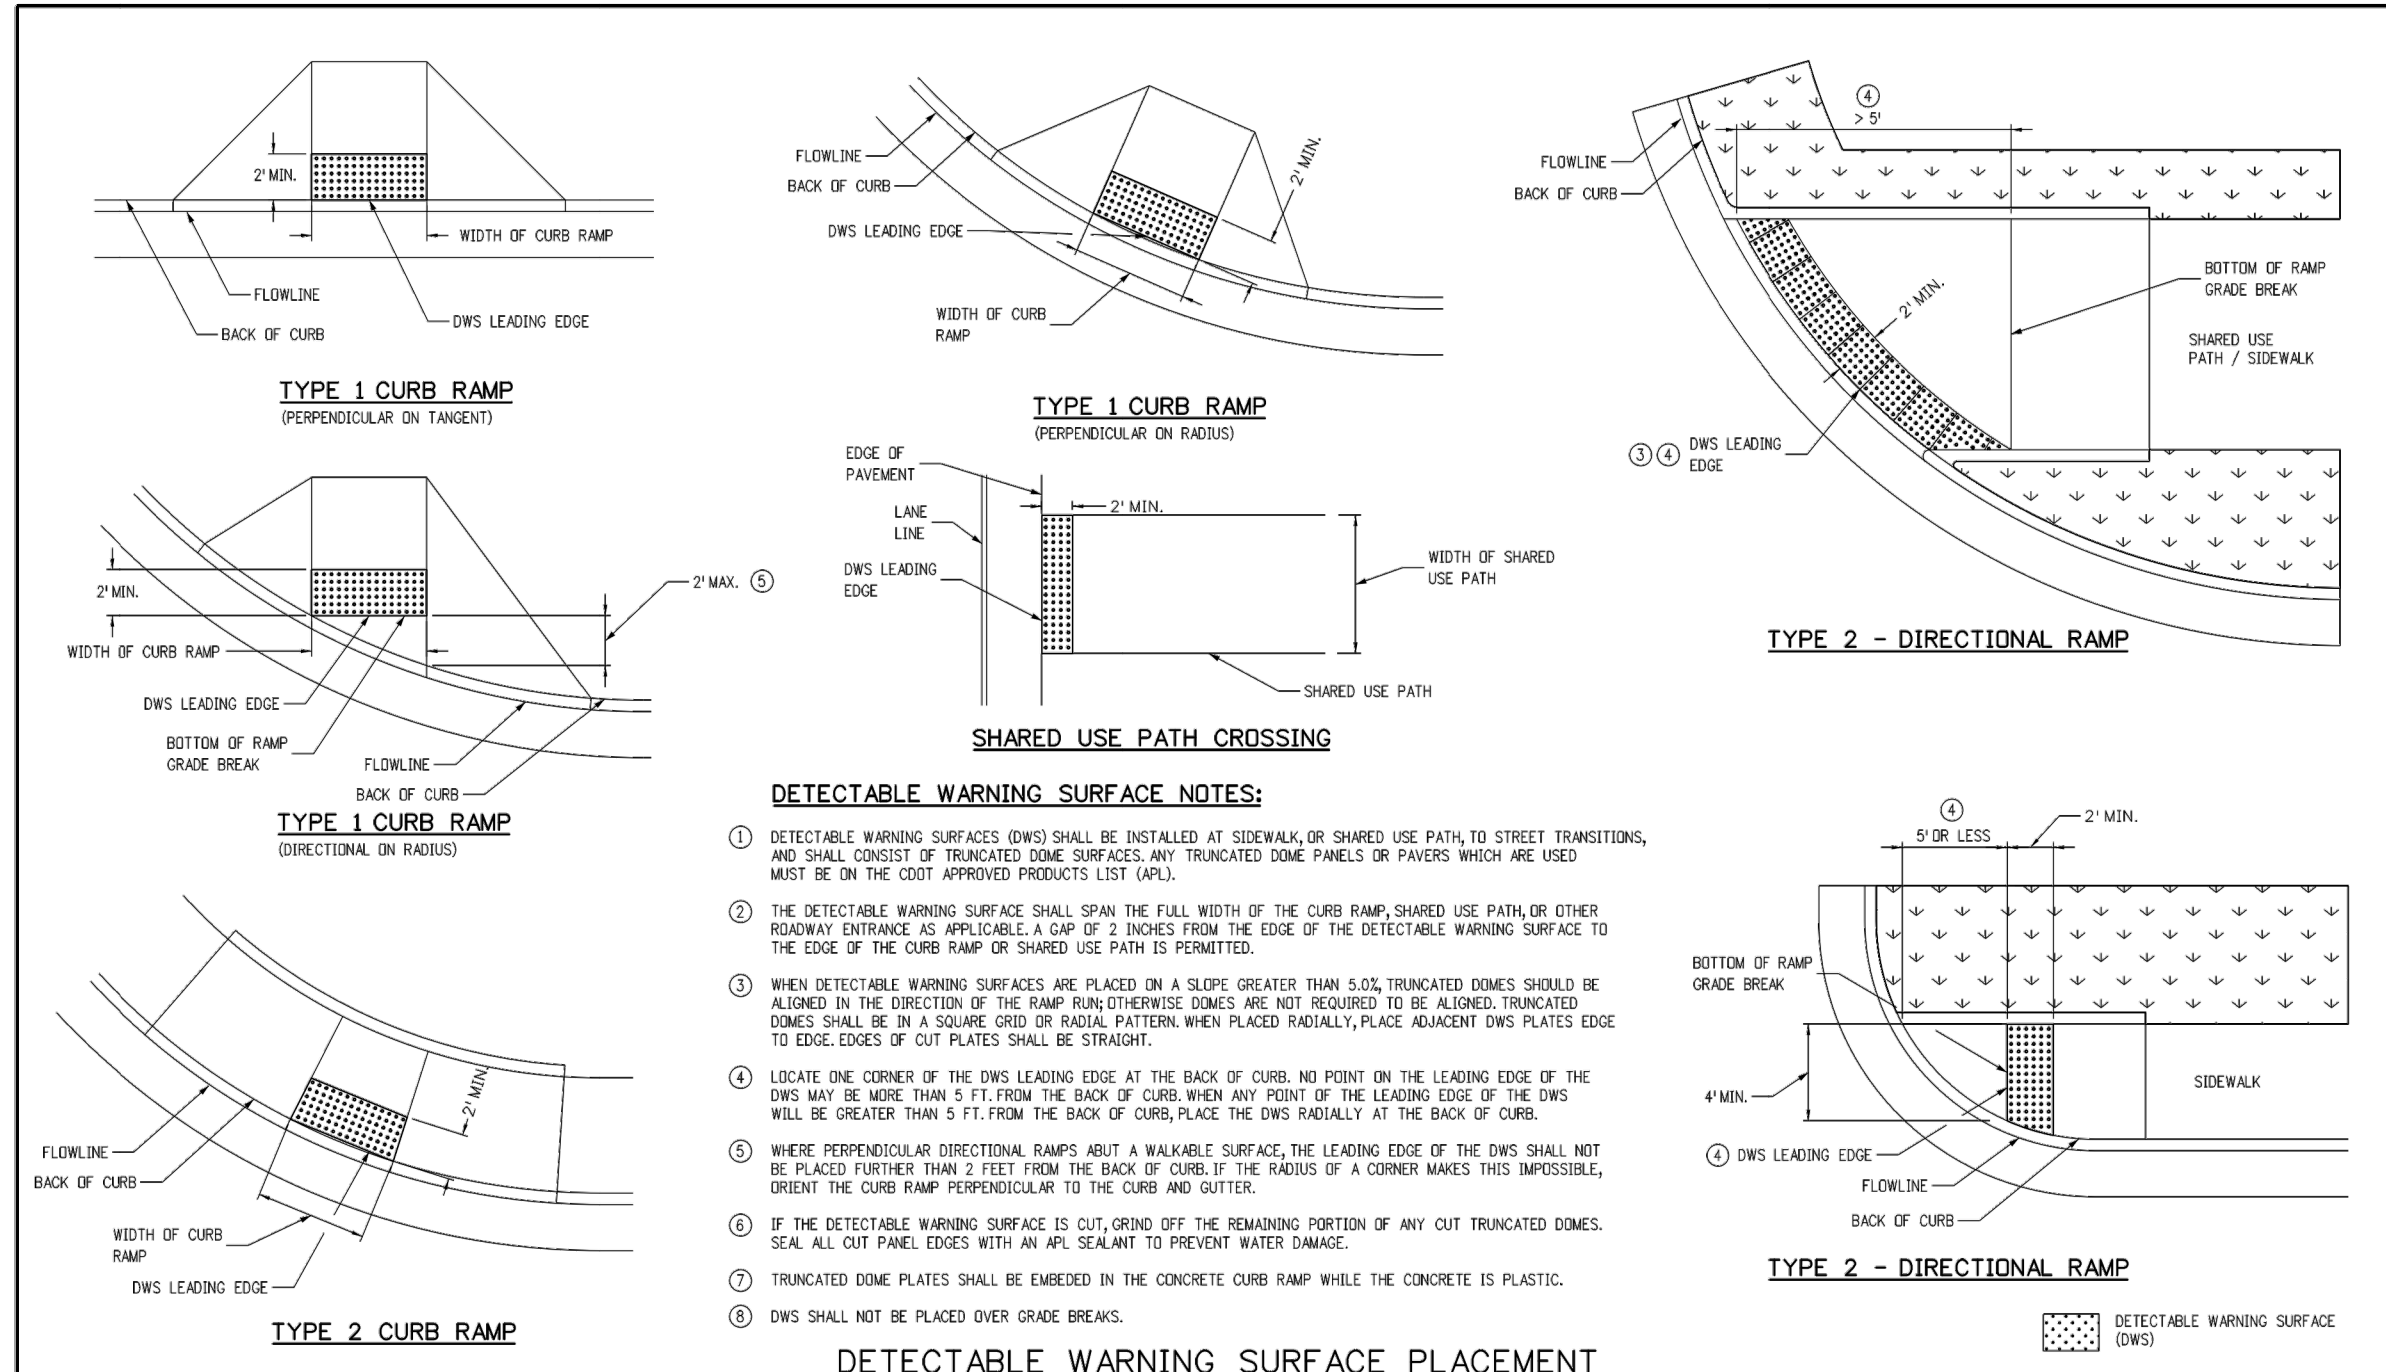 2' MIN.
WIDTH OF CURB RAMP
FLOWLINE
DWS LEADING EDGE
BACK OF CURB
TYPE 1 CURB RAMP
(PERPENDICULAR ON TANGENT)
FLOWLINE
BACK OF CURB
2' MIN.
DWS LEADING EDGE
WIDTH OF CURB
RAMP
TYPE 1 CURB RAMP
(PERPENDICULAR ON RADIUS)
4
> 5'
FLOWLINE
BACK OF CURB
2' MIN.
BOTTOM OF RAMP
GRADE BREAK
SHARED USE
PATH / SIDEWALK
3 4 DWS LEADING
EDGE
TYPE 2 - DIRECTIONAL RAMP
2' MIN.
2' MAX. 5
WIDTH OF CURB RAMP
DWS LEADING EDGE
BOTTOM OF RAMP
GRADE BREAK
FLOWLINE
BACK OF CURB
TYPE 1 CURB RAMP
(DIRECTIONAL ON RADIUS)
EDGE OF
PAVEMENT
LANE
LINE
2' MIN.
DWS LEADING
EDGE
WIDTH OF SHARED
USE PATH
SHARED USE PATH
SHARED USE PATH CROSSING
2' MIN.
FLOWLINE
BACK OF CURB
WIDTH OF CURB
RAMP
DWS LEADING EDGE
TYPE 2 CURB RAMP
DETECTABLE WARNING SURFACE NOTES:
1 DETECTABLE WARNING SURFACES (DWS) SHALL BE INSTALLED AT SIDEWALK, OR SHARED USE PATH, TO STREET TRANSITIONS,
AND SHALL CONSIST OF TRUNCATED DOME SURFACES. ANY TRUNCATED DOME PANELS OR PAVERS WHICH ARE USED
MUST BE ON THE CDOT APPROVED PRODUCTS LIST (APL).
2 THE DETECTABLE WARNING SURFACE SHALL SPAN THE FULL WIDTH OF THE CURB RAMP, SHARED USE PATH, OR OTHER
ROADWAY ENTRANCE AS APPLICABLE. A GAP OF 2 INCHES FROM THE EDGE OF THE DETECTABLE WARNING SURFACE TO
THE EDGE OF THE CURB RAMP OR SHARED USE PATH IS PERMITTED.
3 WHEN DETECTABLE WARNING SURFACES ARE PLACED ON A SLOPE GREATER THAN 5.0%, TRUNCATED DOMES SHOULD BE
ALIGNED IN THE DIRECTION OF THE RAMP RUN; OTHERWISE DOMES ARE NOT REQUIRED TO BE ALIGNED. TRUNCATED
DOMES SHALL BE IN A SQUARE GRID OR RADIAL PATTERN. WHEN PLACED RADIALLY, PLACE ADJACENT DWS PLATES EDGE
TO EDGE. EDGES OF CUT PLATES SHALL BE STRAIGHT.
4 LOCATE ONE CORNER OF THE DWS LEADING EDGE AT THE BACK OF CURB. NO POINT ON THE LEADING EDGE OF THE
DWS MAY BE MORE THAN 5 FT. FROM THE BACK OF CURB. WHEN ANY POINT OF THE LEADING EDGE OF THE DWS
WILL BE GREATER THAN 5 FT. FROM THE BACK OF CURB, PLACE THE DWS RADIALLY AT THE BACK OF CURB.
5 WHERE PERPENDICULAR DIRECTIONAL RAMPS ABUT A WALKABLE SURFACE, THE LEADING EDGE OF THE DWS SHALL NOT
BE PLACED FURTHER THAN 2 FEET FROM THE BACK OF CURB. IF THE RADIUS OF A CORNER MAKES THIS IMPOSSIBLE,
ORIENT THE CURB RAMP PERPENDICULAR TO THE CURB AND GUTTER.
6 IF THE DETECTABLE WARNING SURFACE IS CUT, GRIND OFF THE REMAINING PORTION OF ANY CUT TRUNCATED DOMES.
SEAL ALL CUT PANEL EDGES WITH AN APL SEALANT TO PREVENT WATER DAMAGE.
7 TRUNCATED DOME PLATES SHALL BE EMBEDED IN THE CONCRETE CURB RAMP WHILE THE CONCRETE IS PLASTIC.
8 DWS SHALL NOT BE PLACED OVER GRADE BREAKS.
4
5' OR LESS
2' MIN.
BOTTOM OF RAMP
GRADE BREAK
4' MIN.
SIDEWALK
4 DWS LEADING EDGE
FLOWLINE
BACK OF CURB
TYPE 2 - DIRECTIONAL RAMP
DETECTABLE WARNING SURFACE
(DWS)
DETECTABLE WARNING SURFACE PLACEMENT